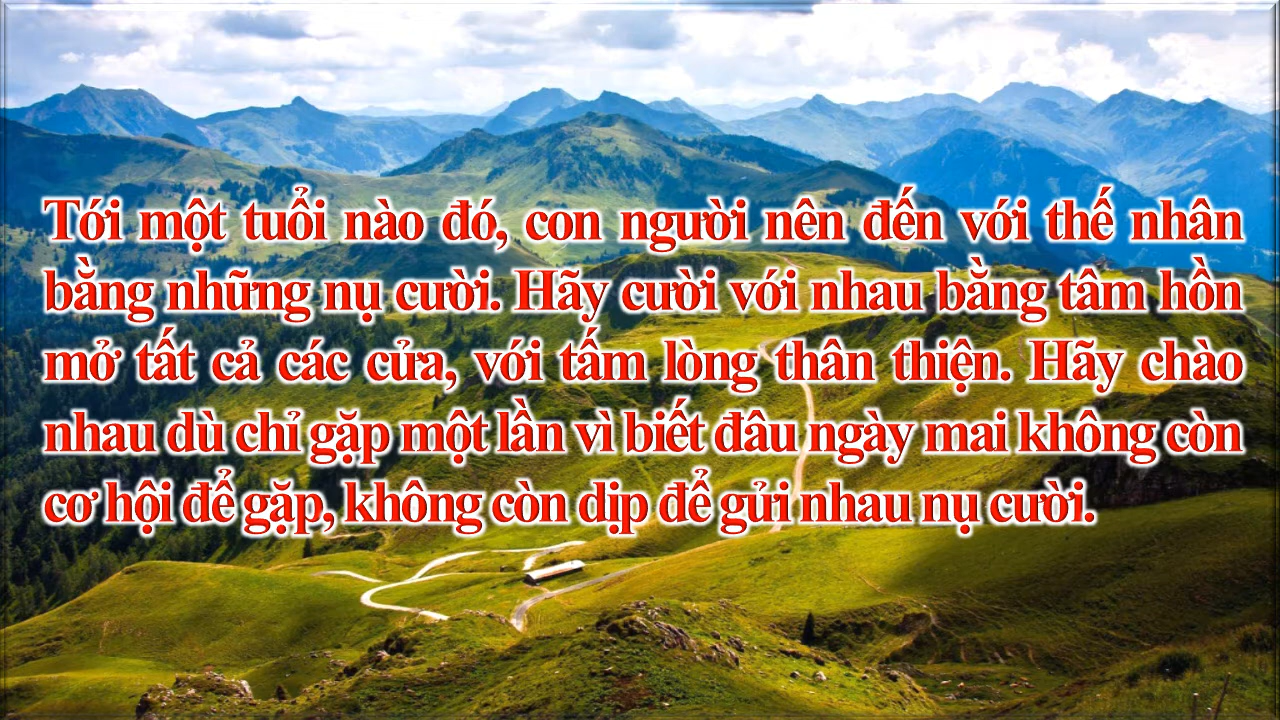 Tới một tuổi nào đó, con người nên đến với thế nhân
bằng những nụ cười. Hãy cười với nhau bằng tâm hồn
mở tất cả các cửa, với tấm lòng thân thiện. Hãy chào
nhau dù chỉ gặp một lần vì biết đâu ngày mai không còn
cơ hội để gặp, không còn dịp để gửi nhau nụ cười.